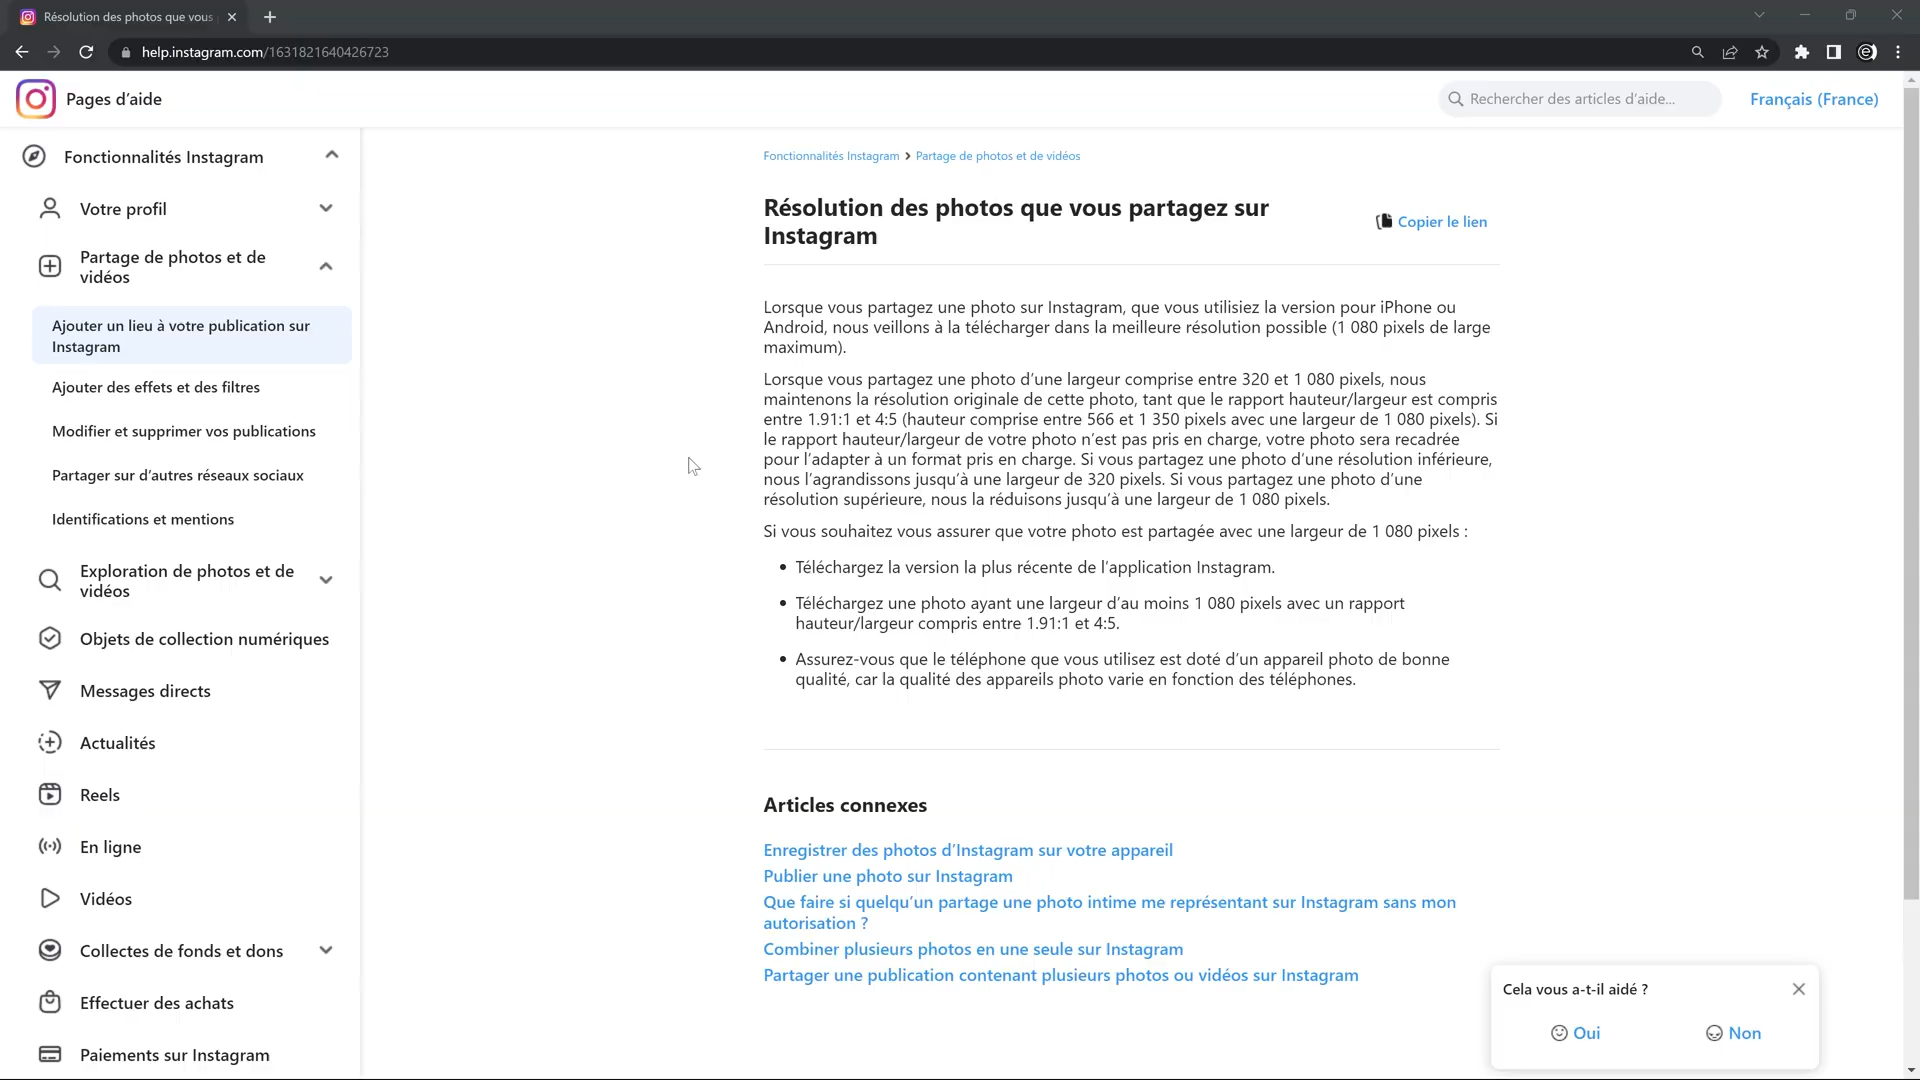 Résolution des photos que vous
help.instagram.com/1631821640426723
Pages d’aide
Rechercher des articles d’aide...
Français (France)
Fonctionnalités Instagram
Votre profil
Partage de photos et de
vidéos
Ajouter un lieu à votre publication sur
Instagram
Ajouter des effets et des filtres
Modifier et supprimer vos publications
Partager sur d’autres réseaux sociaux
Identifications et mentions
Exploration de photos et de
vidéos
Objets de collection numériques
Messages directs
Actualités
Reels
En ligne
Vidéos
Collectes de fonds et dons
Effectuer des achats
Paiements sur Instagram
Fonctionnalités Instagram > Partage de photos et de vidéos
Résolution des photos que vous partagez sur
Instagram
Copier le lien
Lorsque vous partagez une photo sur Instagram, que vous utilisiez la version pour iPhone ou
Android, nous veillons à la télécharger dans la meilleure résolution possible (1 080 pixels de large
maximum).
Lorsque vous partagez une photo d’une largeur comprise entre 320 et 1 080 pixels, nous
maintenons la résolution originale de cette photo, tant que le rapport hauteur/largeur est compris
entre 1.91:1 et 4:5 (hauteur comprise entre 566 et 1 350 pixels avec une largeur de 1 080 pixels). Si
le rapport hauteur/largeur de votre photo n’est pas pris en charge, votre photo sera recadrée
pour l’adapter à un format pris en charge. Si vous partagez une photo d’une résolution inférieure,
nous l’agrandissons jusqu’à une largeur de 320 pixels. Si vous partagez une photo d’une
résolution supérieure, nous la réduisons jusqu’à une largeur de 1 080 pixels.
Si vous souhaitez vous assurer que votre photo est partagée avec une largeur de 1 080 pixels :
• Téléchargez la version la plus récente de l’application Instagram.
• Téléchargez une photo ayant une largeur d’au moins 1 080 pixels avec un rapport
hauteur/largeur compris entre 1.91:1 et 4:5.
• Assurez-vous que le téléphone que vous utilisez est doté d’un appareil photo de bonne
qualité, car la qualité des appareils photo varie en fonction des téléphones.
Articles connexes
Enregistrer des photos d’Instagram sur votre appareil
Publier une photo sur Instagram
Que faire si quelqu’un partage une photo intime me représentant sur Instagram sans mon
autorisation ?
Combiner plusieurs photos en une seule sur Instagram
Partager une publication contenant plusieurs photos ou vidéos sur Instagram
Cela vous a-t-il aidé ?
Oui
Non